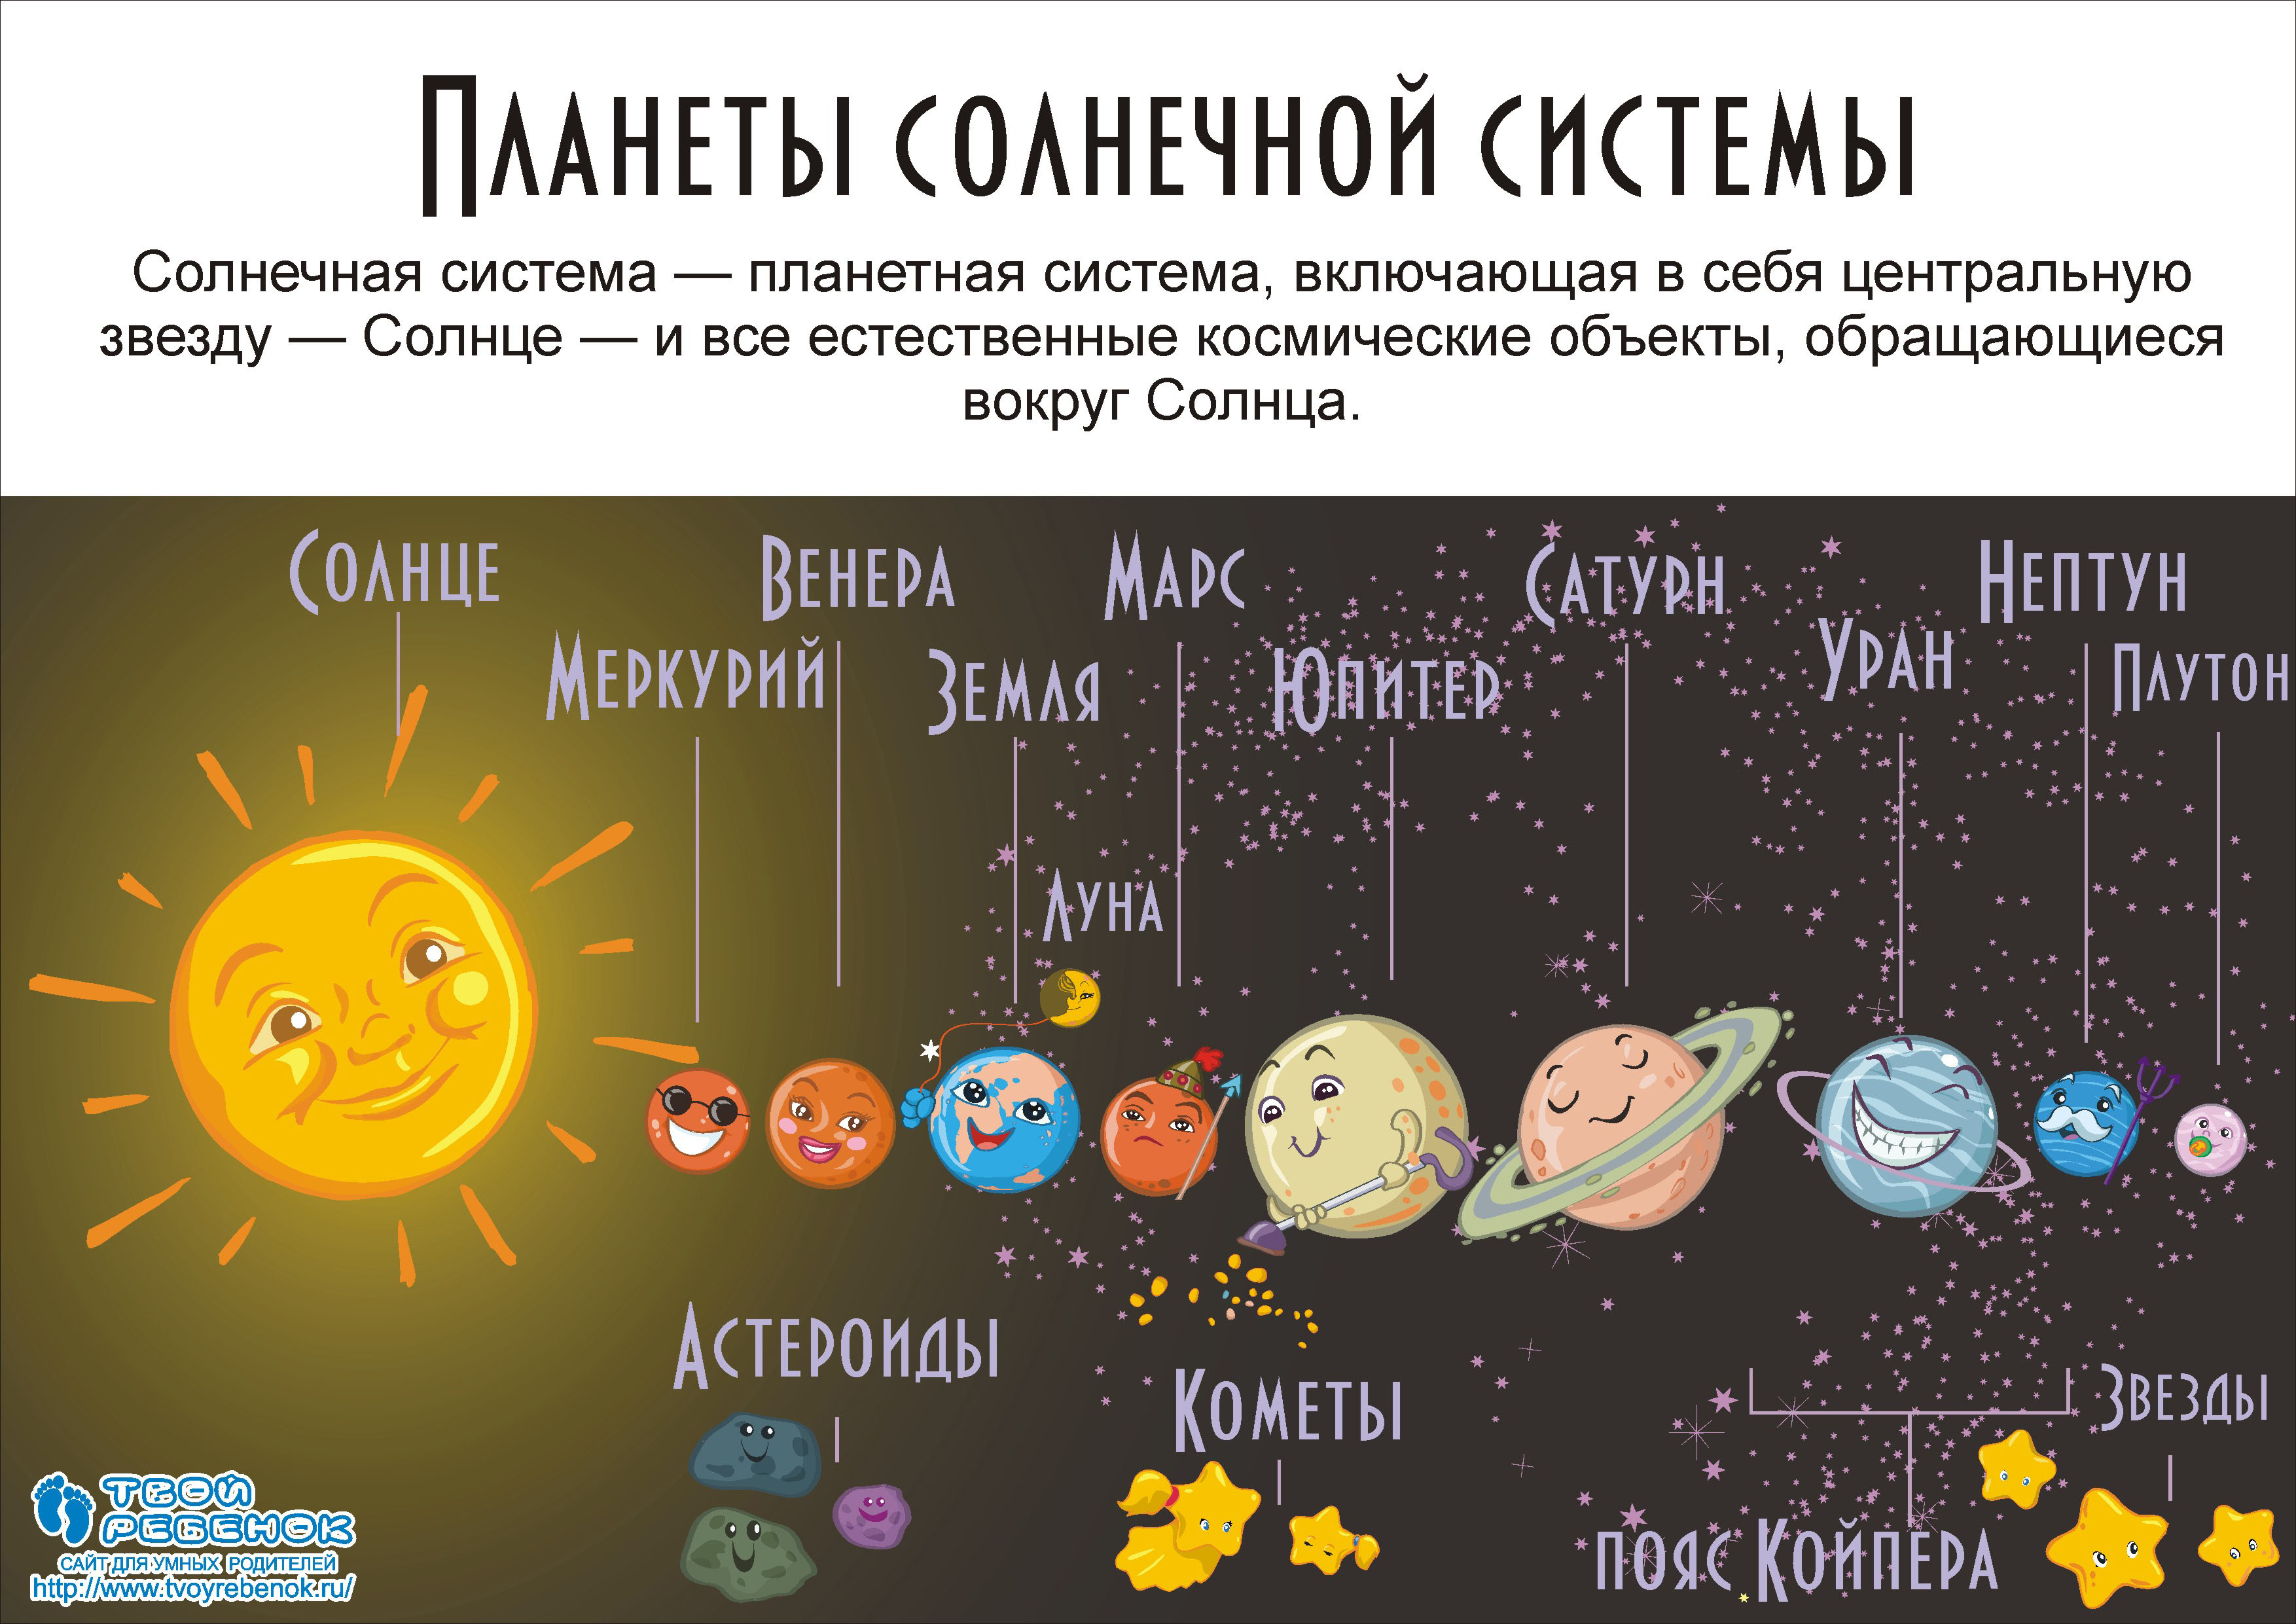 Планеты солнечной системы
Солнечная система — планетная система, включающая в себя центральную
звезду — Солнце — и все естественные космические объекты, обращающиеся
вокруг Солнца.
Солнце
Венера
Марс
Сатурн
Нептун
Меркурий
Земля
Юпитер
Уран
Плутон
Луна
Астероиды
Кометы
Звезды
пояс Койпера
Твой
Ребенок
САЙТ ДЛЯ УМНЫХ РОДИТЕЛЕЙ
http://www.tvoyrebenok.ru/